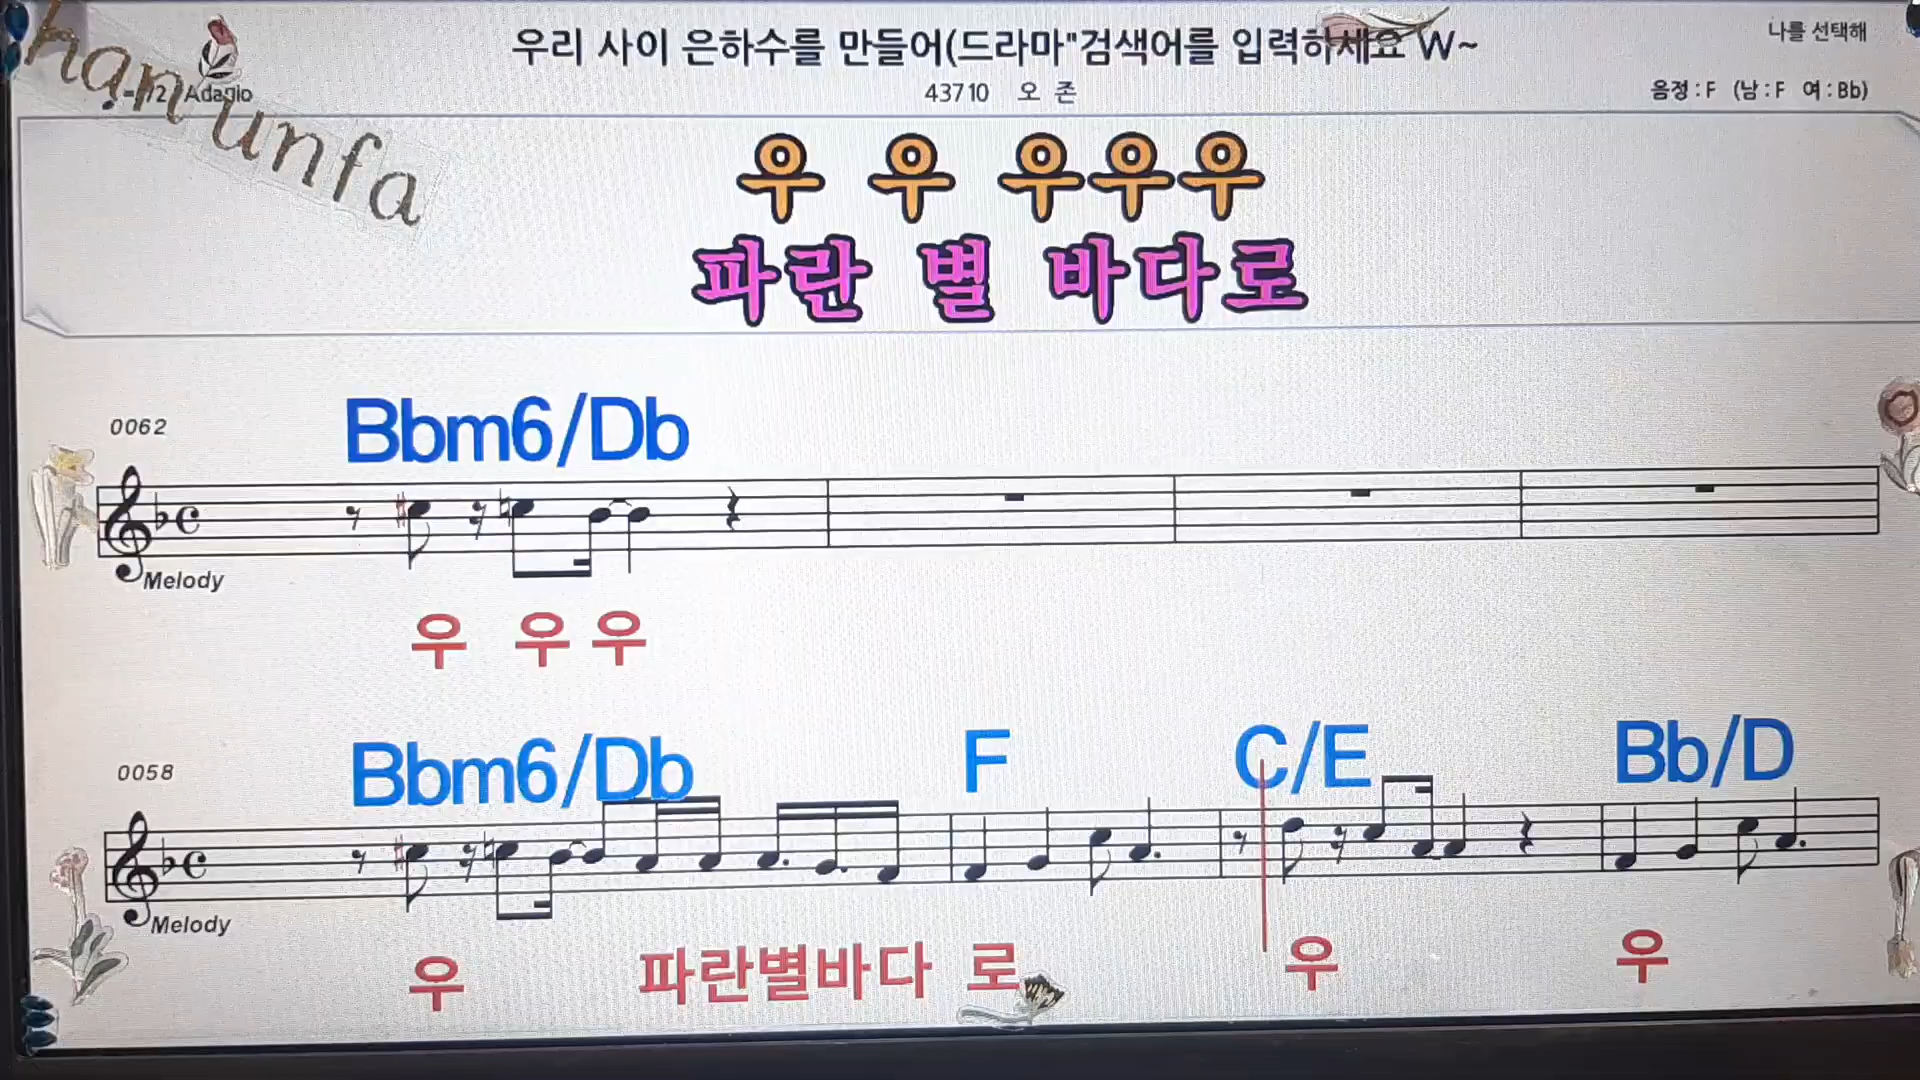 우리 사이 은하수를 만들어(드라마"검색어를 입력하세요 W~
나를 선택해
han unfa
Adagio
43710 오 존
음정 : F (남 : F 여 : Bb)
우 우 우우우
파란 별 바다로
0062
Bbm6/Db
Melody
우 우 우
0058
Bbm6/Db F C/E Bb/D
Melody
우 파란별바다 로 우 우